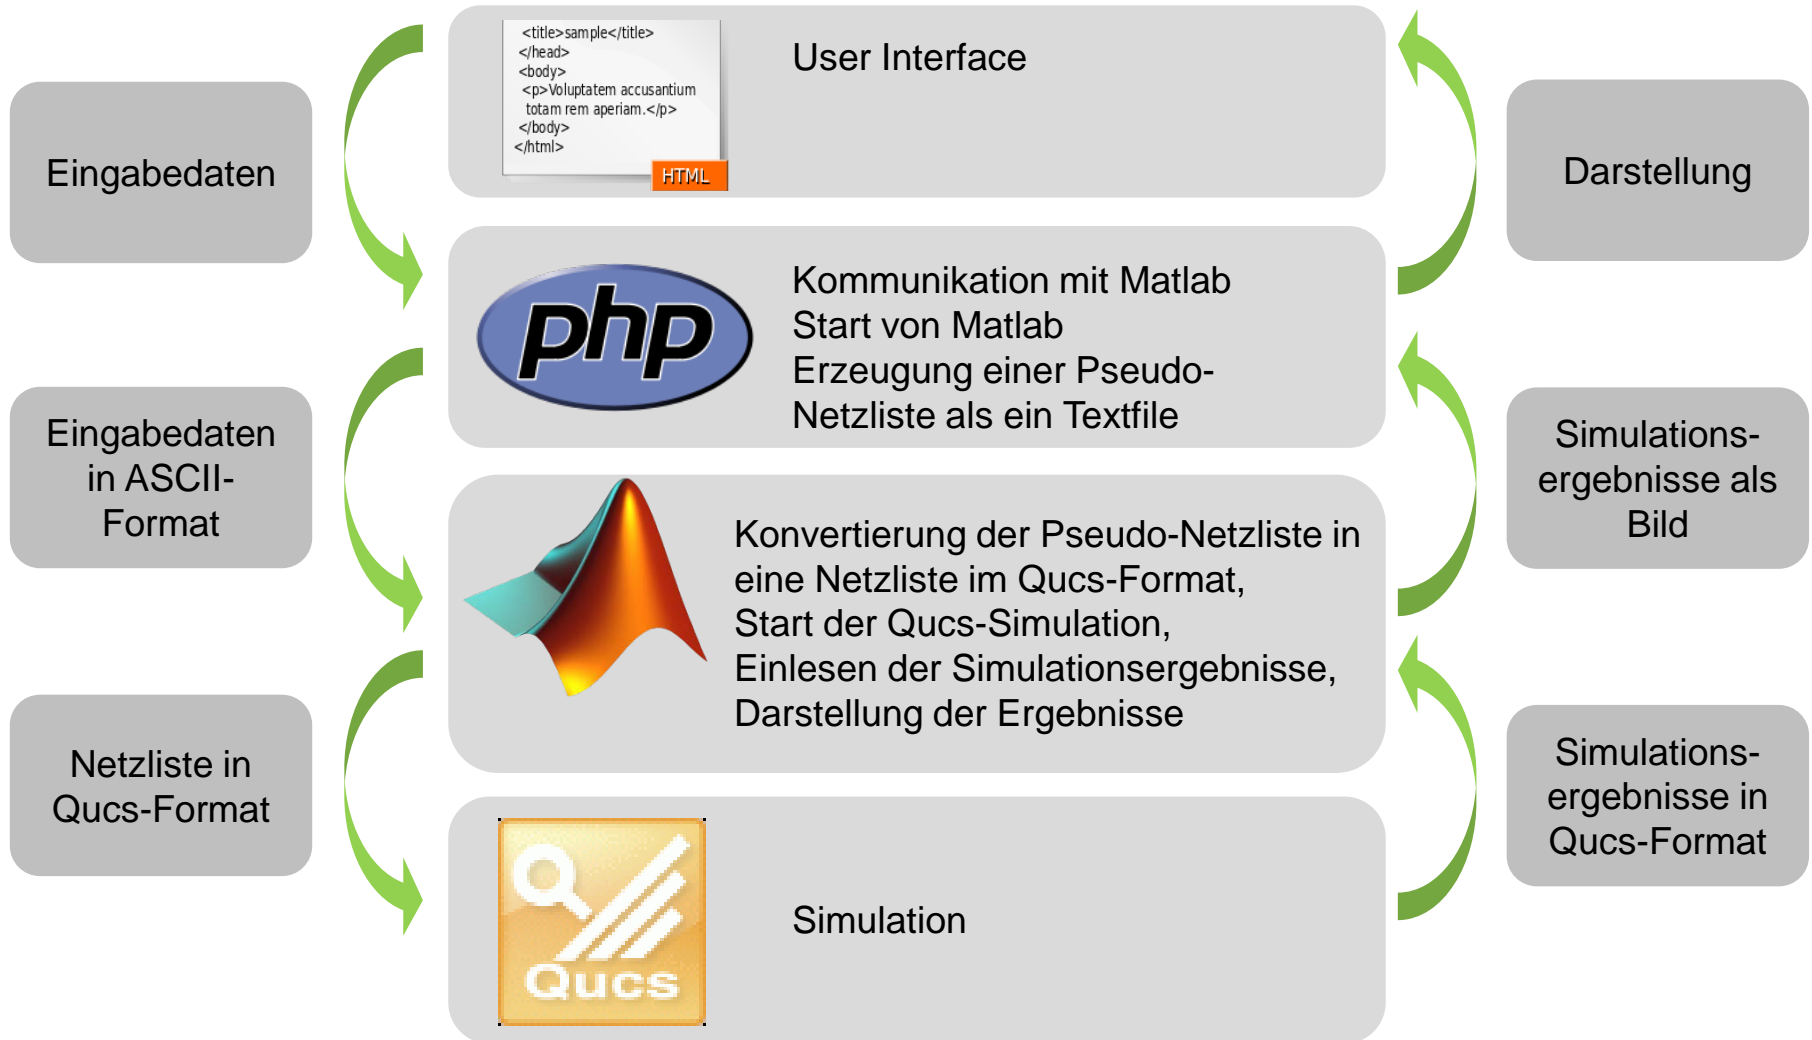 <title>sample</title>
</head>
<body>
<p>Voluptatem accusantium
totam rem aperiam.</p>
</body>
</html>
HTML
User Interface
Eingabedaten
Darstellung
php
Kommunikation mit Matlab
Start von Matlab
Erzeugung einer Pseudo-
Netzliste als ein Textfile
Eingabedaten
in ASCII-
Format
Simulations-
ergebnisse als
Bild
Konvertierung der Pseudo-Netzliste in
eine Netzliste im Qucs-Format,
Start der Qucs-Simulation,
Einlesen der Simulationsergebnisse,
Darstellung der Ergebnisse
Netzliste in
Qucs-Format
Simulations-
ergebnisse in
Qucs-Format
Qucs
Simulation